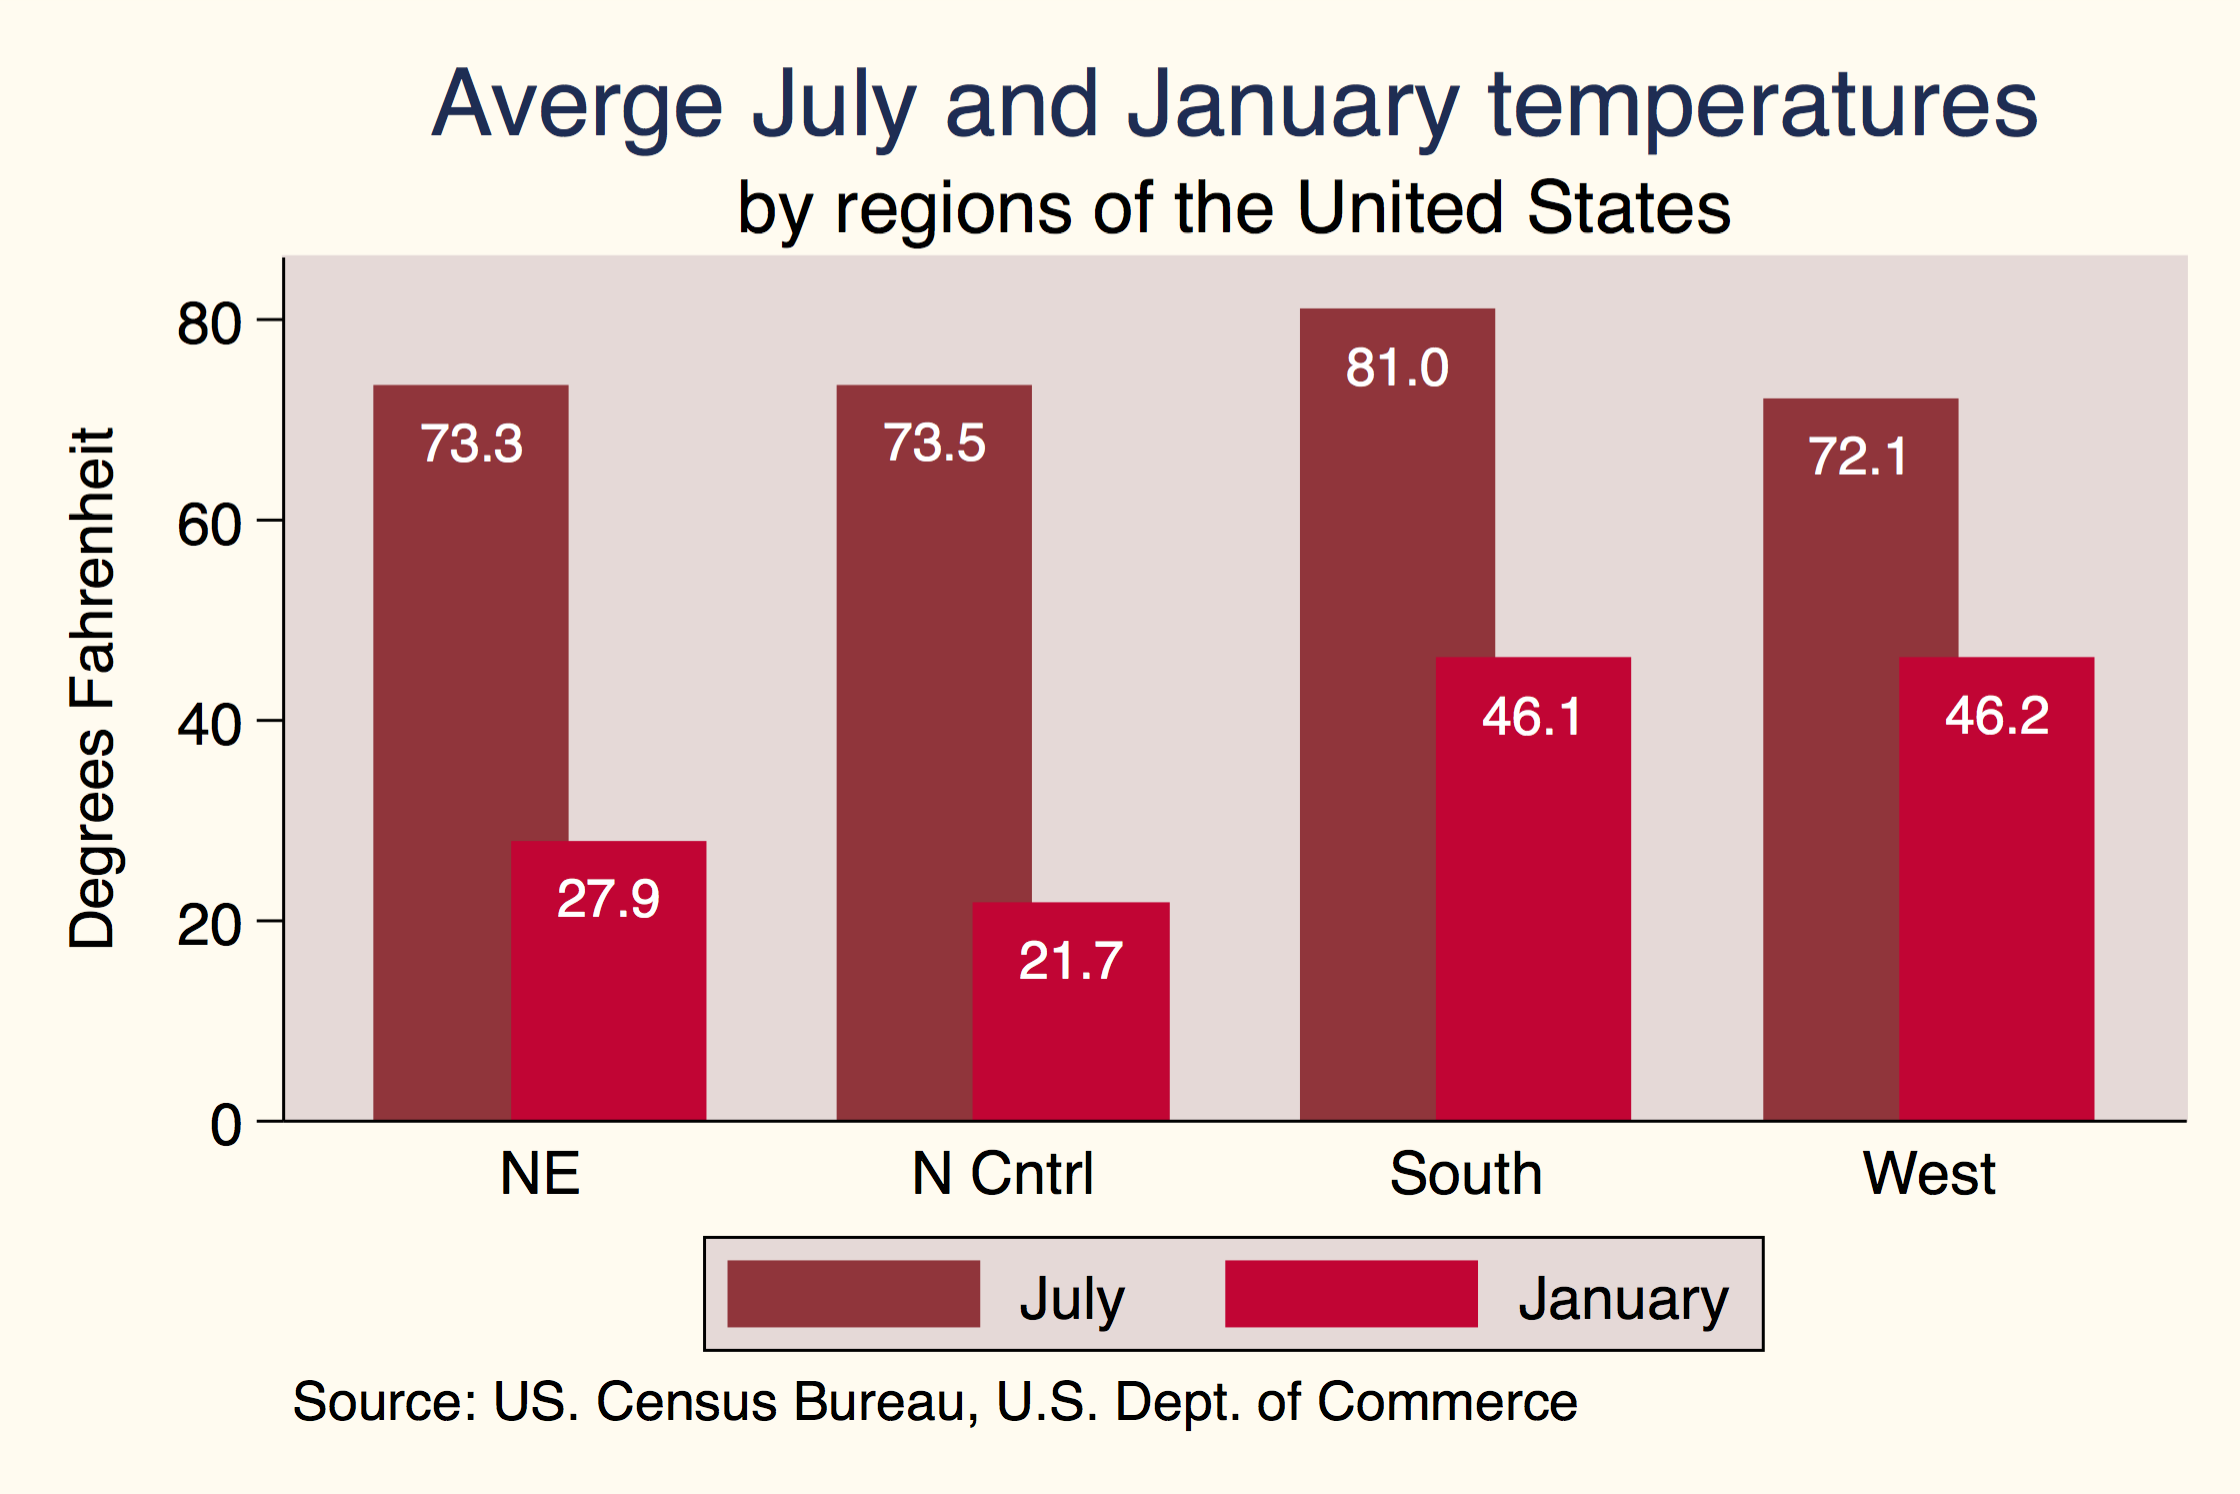 Averge July and January temperatures
by regions of the United States
Degrees Fahrenheit
80
60
40
20
0
73.3
27.9
73.5
21.7
81.0
46.1
72.1
46.2
NE
N Cntrl
South
West
July
January
Source: US. Census Bureau, U.S. Dept. of Commerce